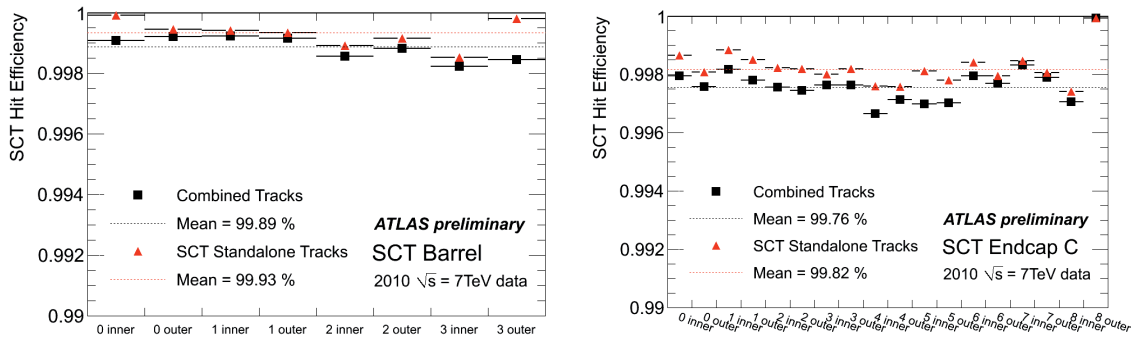 SCT Hit Efficiency
1
0.998
0.996
0.994
0.992
0.99
Combined Tracks
Mean = 99.89 %
SCT Standalone Tracks
Mean = 99.93 %
ATLAS preliminary
SCT Barrel
2010 √s = 7TeV data
0 inner 0 outer 1 inner 1 outer 2 inner 2 outer 3 inner 3 outer
SCT Hit Efficiency
1
0.998
0.996
0.994
0.992
0.99
Combined Tracks
Mean = 99.76 %
SCT Standalone Tracks
Mean = 99.82 %
ATLAS preliminary
SCT Endcap C
2010 √s = 7TeV data
0 inner 0 outer 1 inner 1 outer 2 inner 2 outer 3 inner 3 outer 4 inner 4 outer 5 inner 5 outer 6 inner 6 outer 7 inner 7 outer 8 inner 8 outer